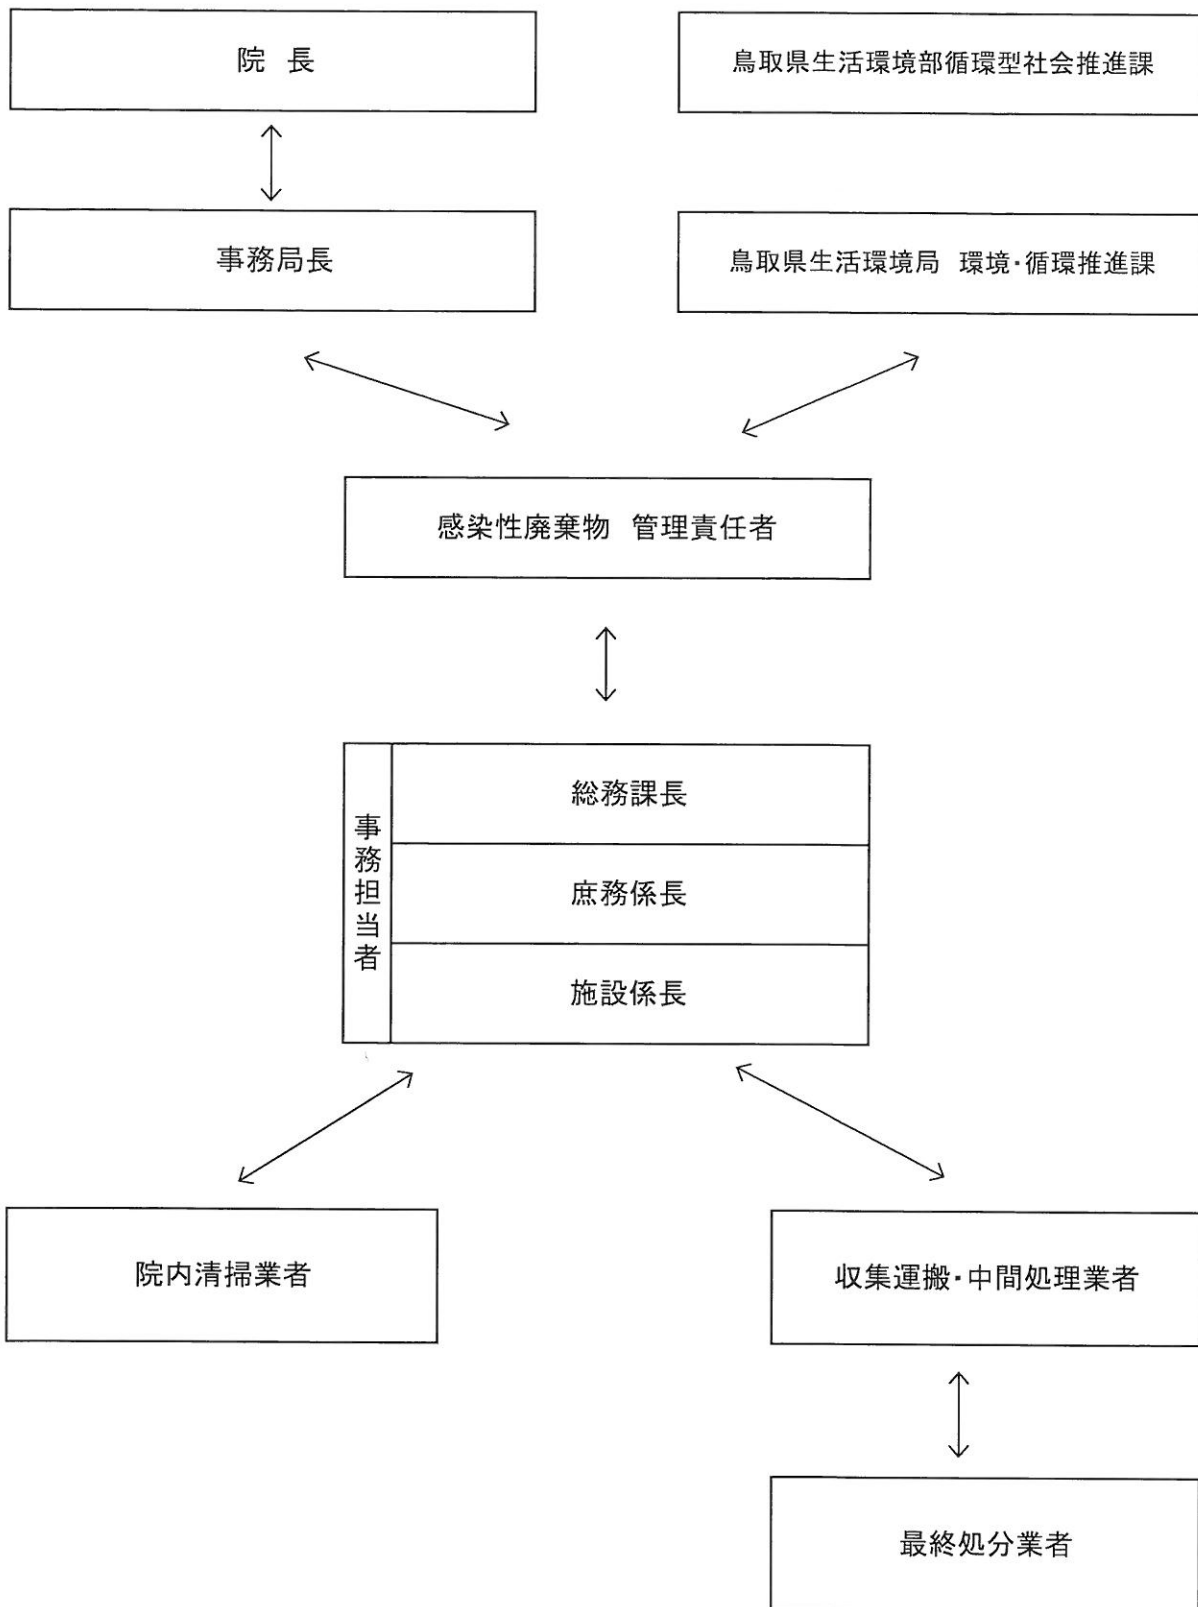 院 長
鳥取県生活環境部循環型社会推進課
事務局長
鳥取県生活環境局 環境・循環推進課
感染性廃棄物 管理責任者
事務担当者
総務課長
庶務係長
施設係長
院内清掃業者
収集運搬・中間処理業者
最終処分業者